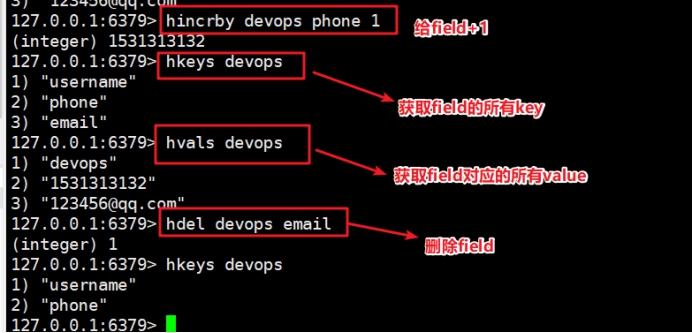 3) "123456@qq.com"
127.0.0.1:6379> hincrby devops phone 1 给field+1
(integer) 1531313132
127.0.0.1:6379> hkeys devops
1) "username"
2) "phone" 获取field的所有key
3) "email"
127.0.0.1:6379> hvals devops
1) "devops"
2) "1531313132" 获取field对应的所有value
3) "123456@qq.com"
127.0.0.1:6379> hdel devops email
(integer) 1 删除field
127.0.0.1:6379> hkeys devops
1) "username"
2) "phone"
127.0.0.1:6379>